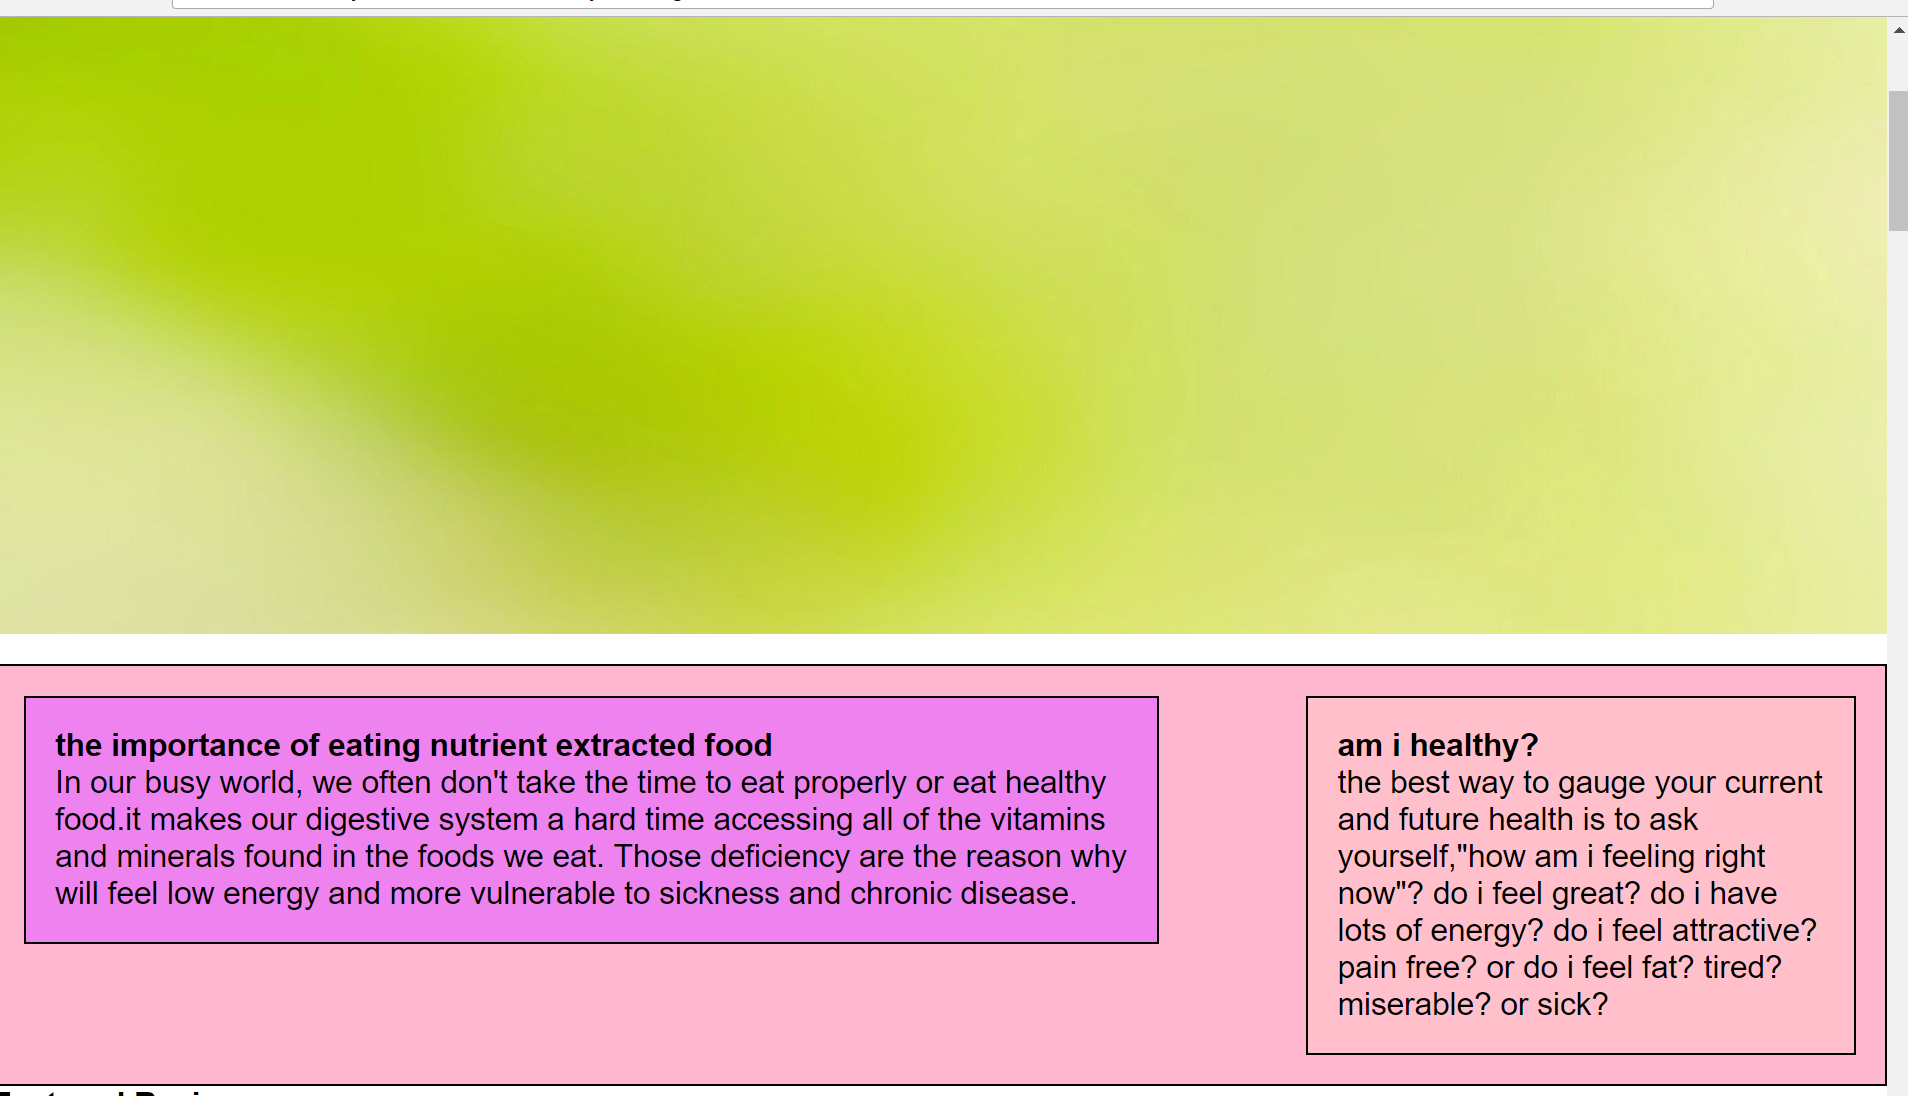 the importance of eating nutrient extracted food
In our busy world, we often don't take the time to eat properly or eat healthy
food.it makes our digestive system a hard time accessing all of the vitamins
and minerals found in the foods we eat. Those deficiency are the reason why
will feel low energy and more vulnerable to sickness and chronic disease.
am i healthy?
the best way to gauge your current
and future health is to ask
yourself,"how am i feeling right
now"? do i feel great? do i have
lots of energy? do i feel attractive?
pain free? or do i feel fat? tired?
miserable? or sick?